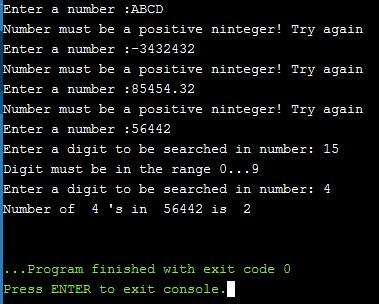 Enter a number :ABCD
Number must be a positive ninteger! Try again
Enter a number :-3432432
Number must be a positive ninteger! Try again
Enter a number :85454.32
Number must be a positive ninteger! Try again
Enter a number :56442
Enter a digit to be searched in number: 15
Digit must be in the range 0...9
Enter a digit to be searched in number: 4
Number of  4 's in  56442 is  2
...Program finished with exit code 0
Press ENTER to exit console.